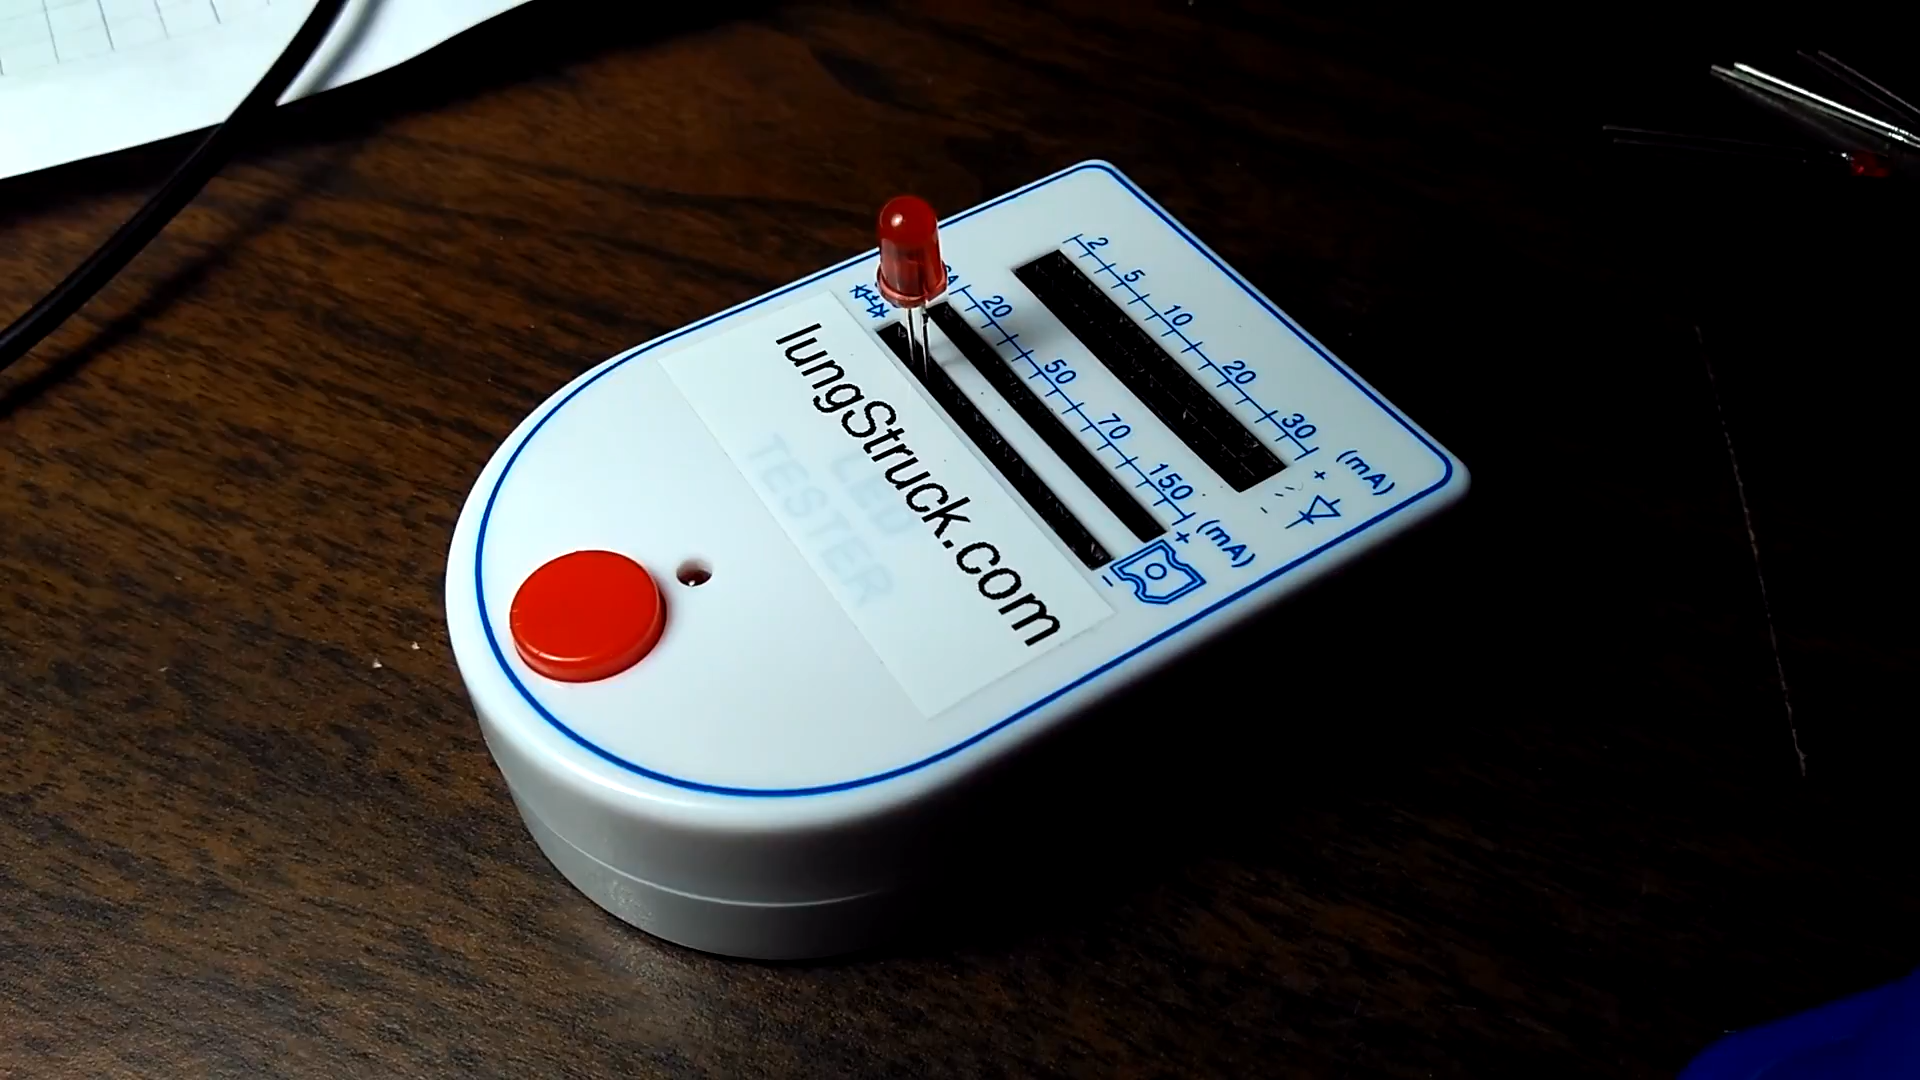 2 5 10 20 30 (mA)
+
-
20 50 70 150 (mA)
+
-
lungStruck.com
LED
TESTER